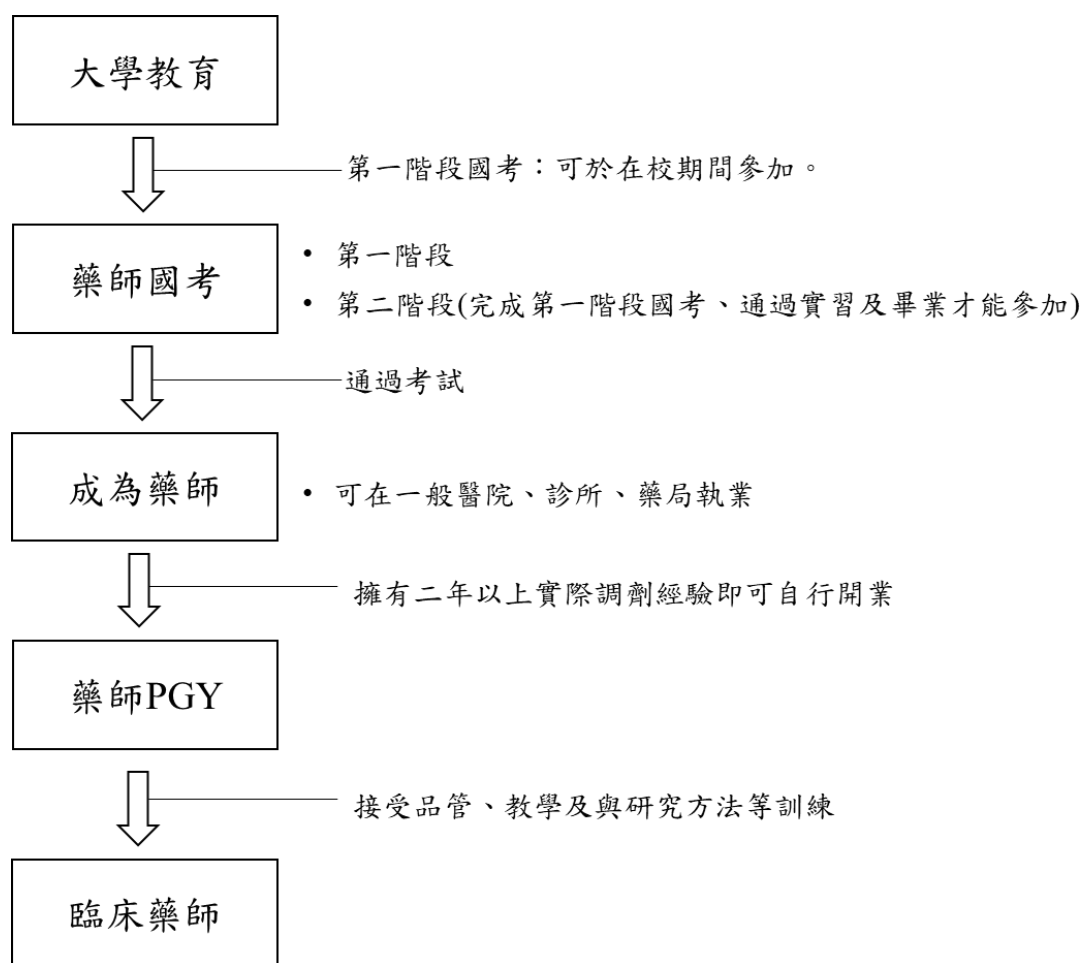 大學教育
第一階段國考：可於在校期間參加。
藥師國考
• 第一階段
• 第二階段(完成第一階段國考、通過實習及畢業才能參加)
通過考試
成為藥師
• 可在一般醫院、診所、藥局執業
擁有二年以上實際調劑經驗即可自行開業
藥師PGY
接受品管、教學及與研究方法等訓練
臨床藥師